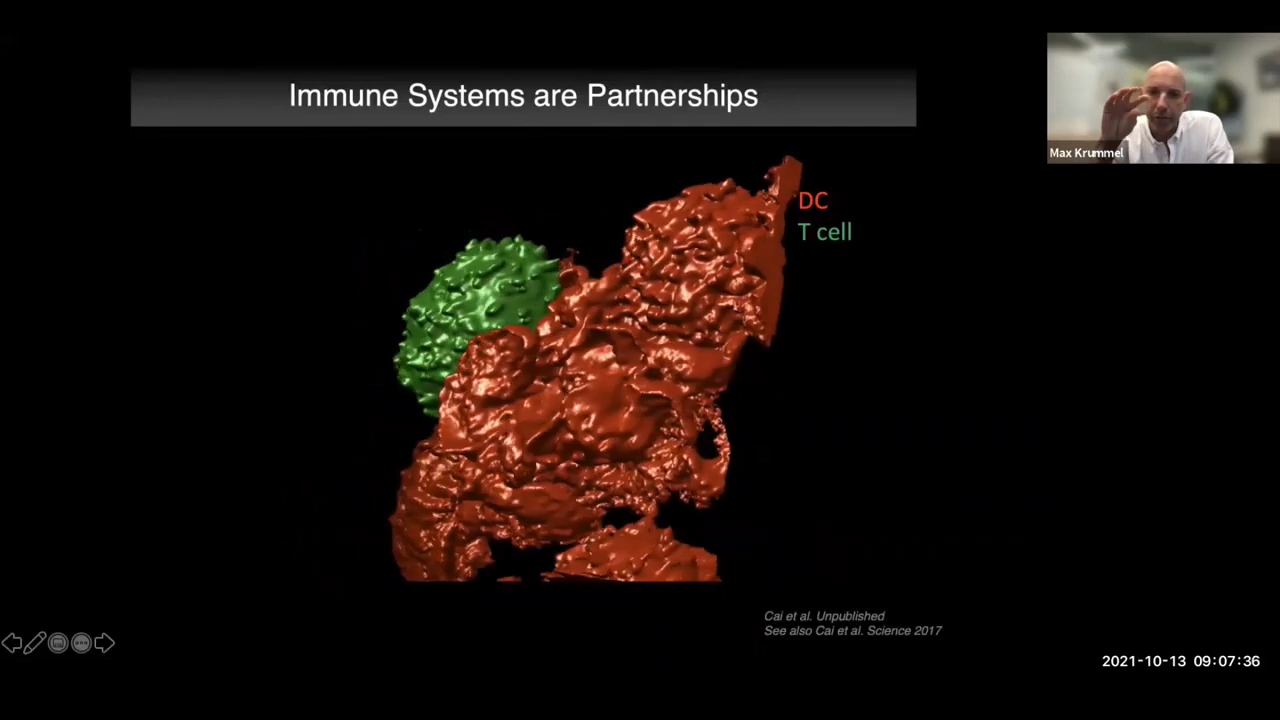 Immune Systems are Partnerships
Max Krummel
DC
T cell
Cai et al. Unpublished
See also Cai et al. Science 2017
2021-10-13 09:07:36